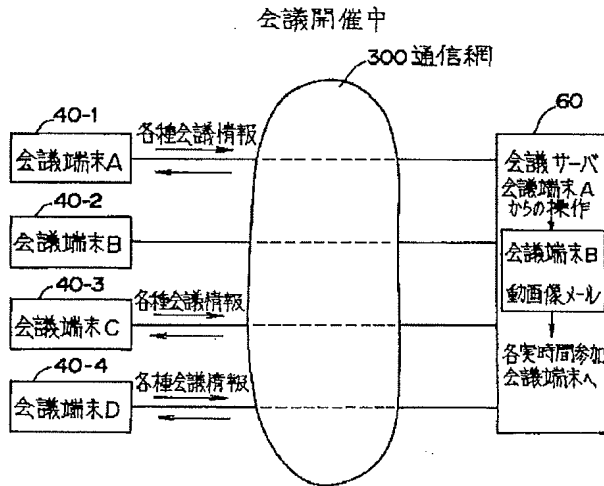 会議開催中
300通信網
40-1
会議端末A
各種会議情報
40-2
会議端末B
40-3
会議端末C
各種会議情報
40-4
会議端末D
各種会議情報
60
会議サーバ
会議端末A
からの操作
会議端末B
動画像メール
各実時間参加
会議端末へ